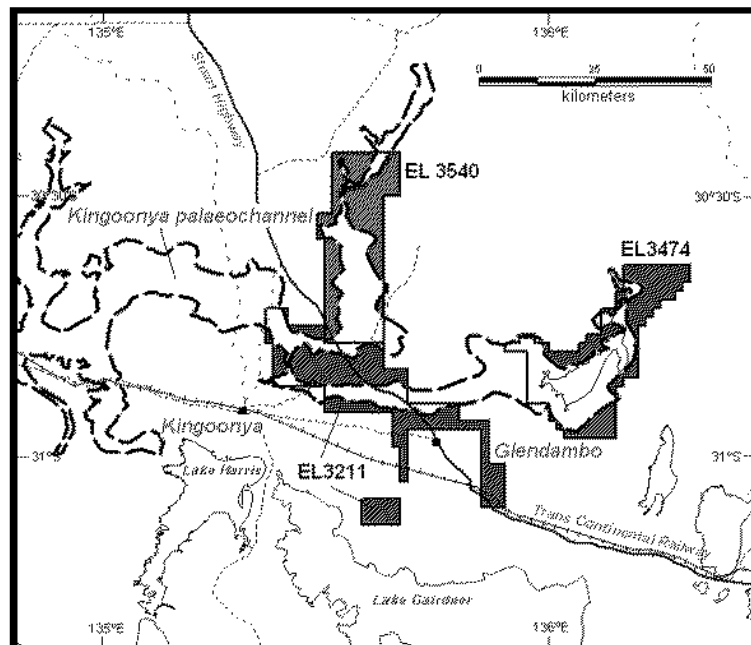 135°E
136°E
0 25 50
kilometers
Stuart Highway
EL 3540
30°30'S
30°30'S
Kingoonya palaeochannel
EL3474
Kingoonya
31°S
Glendambo
31°S
Lake Harris
EL3211
Trans Continental Railway
Lake Gairdner
135°E
136°E